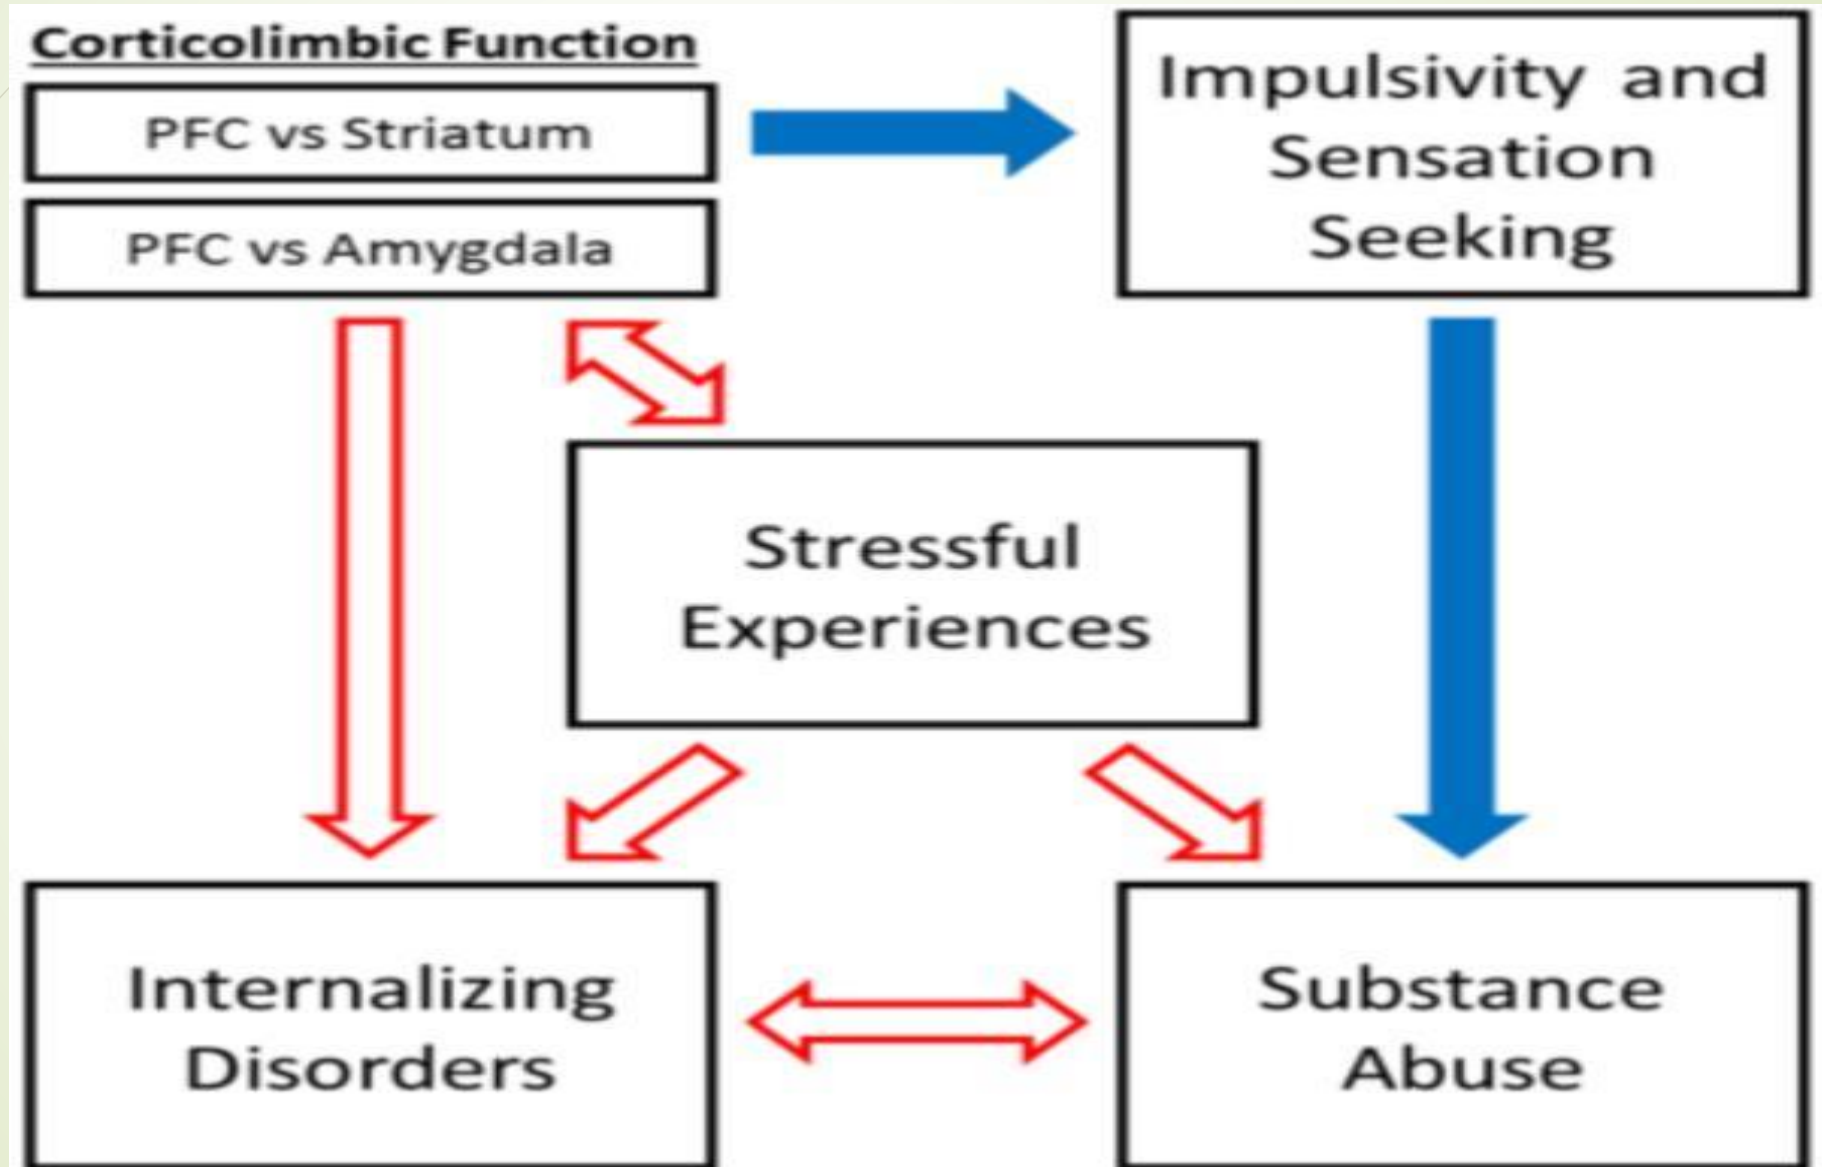 Corticolimbic Function
PFC vs Striatum
PFC vs Amygdala
Impulsivity and
Sensation
Seeking
Stressful
Experiences
Internalizing
Disorders
Substance
Abuse